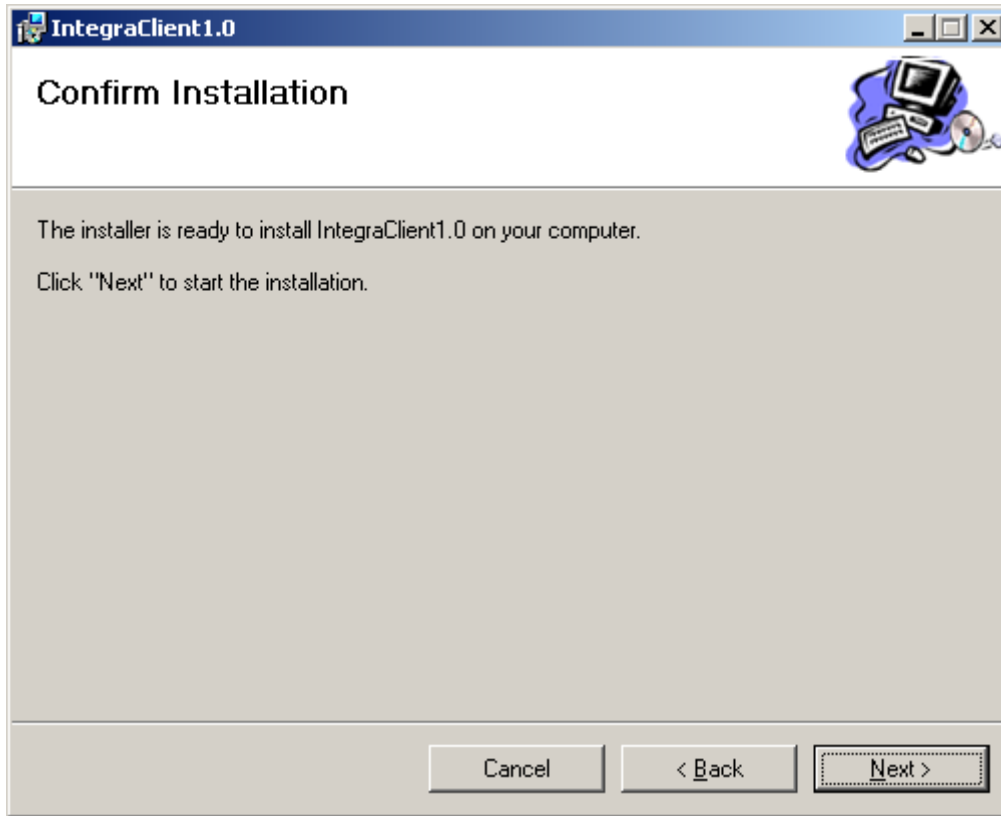 IntegraClient1.0
Confirm Installation
The installer is ready to install IntegraClient1.0 on your computer.
Click "Next" to start the installation.
Cancel
< Back
Next >